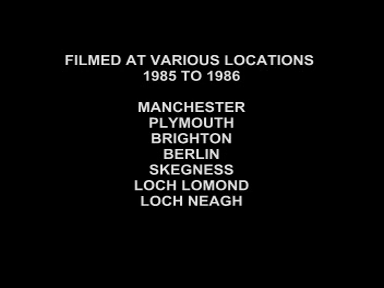 FILMED AT VARIOUS LOCATIONS
1985 TO 1986
MANCHESTER
PLYMOUTH
BRIGHTON
BERLIN
SKEGNESS
LOCH LOMOND
LOCH NEAGH